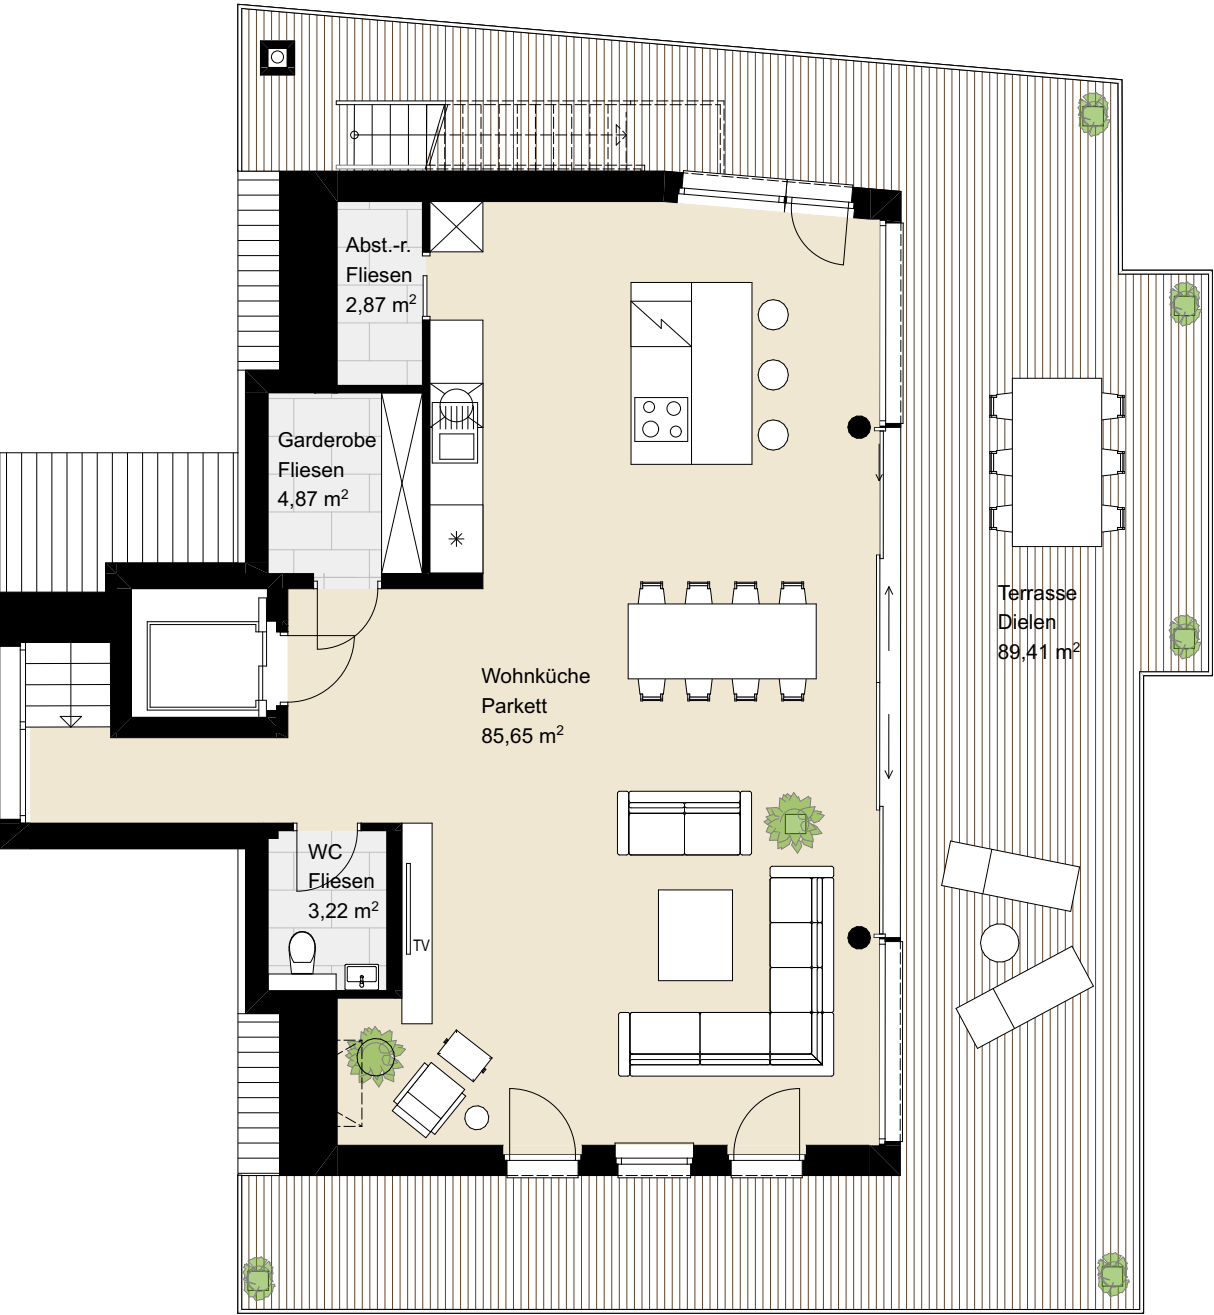 Abst.-r.
Fliesen
2,87 m²
Garderobe
Fliesen
4,87 m²
Terrasse
Dielen
89,41 m²
Wohnküche
Parkett
85,65 m²
WC
Fliesen
3,22 m²
TV